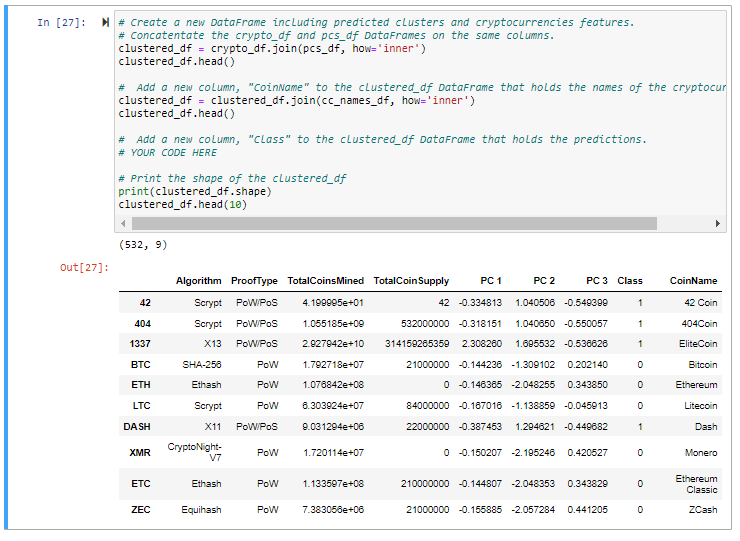 In [27]:
# Create a new DataFrame including predicted clusters and cryptocurrencies features.
# Concatentate the crypto_df and pcs_df DataFrames on the same columns.
clustered_df = crypto_df.join(pcs_df, how='inner')
clustered_df.head()
#  Add a new column, "CoinName" to the clustered_df DataFrame that holds the names of the cryptocur
clustered_df = clustered_df.join(cc_names_df, how='inner')
clustered_df.head()
#  Add a new column, "Class" to the clustered_df DataFrame that holds the predictions.
# YOUR CODE HERE
# Print the shape of the clustered_df
print(clustered_df.shape)
clustered_df.head(10)
(532, 9)
Out[27]:
Algorithm ProofType TotalCoinsMined TotalCoinSupply PC 1 PC 2 PC 3 Class CoinName
42 Scrypt PoW/PoS 4.199995e+01 42 -0.334813 1.040506 -0.549399 1 42 Coin
404 Scrypt PoW/PoS 1.055185e+09 532000000 -0.318151 1.040650 -0.550057 1 404Coin
1337 X13 PoW/PoS 2.927942e+10 314159265359 2.308260 1.695532 -0.536626 1 EliteCoin
BTC SHA-256 PoW 1.792718e+07 21000000 -0.144236 -1.309102 0.202140 0 Bitcoin
ETH Ethash PoW 1.076842e+08 0 -0.146365 -2.048255 0.343850 0 Ethereum
LTC Scrypt PoW 6.303924e+07 84000000 -0.167016 -1.138859 -0.045913 0 Litecoin
DASH X11 PoW/PoS 9.031294e+06 22000000 -0.387453 1.294621 -0.449682 1 Dash
XMR CryptoNight-V7 PoW 1.720114e+07 0 -0.150207 -2.195246 0.420527 0 Monero
ETC Ethash PoW 1.133597e+08 210000000 -0.144807 -2.048353 0.343829 0 Ethereum Classic
ZEC Equihash PoW 7.383056e+06 21000000 -0.155885 -2.057284 0.441205 0 ZCash